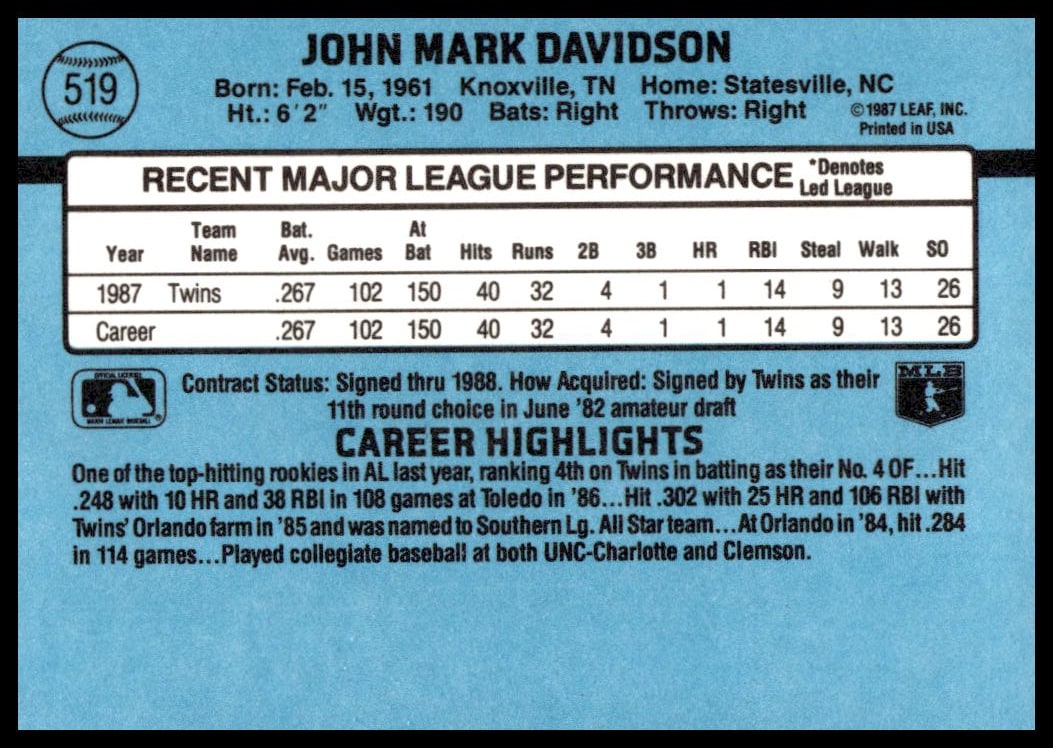 519
JOHN MARK DAVIDSON
Born: Feb. 15, 1961 Knoxville, TN Home: Statesville, NC
Ht.: 6'2" Wgt.: 190 Bats: Right Throws: Right
©1987 LEAF, INC.
Printed in USA
RECENT MAJOR LEAGUE PERFORMANCE *Denotes
Led League
Year Team Name Bat. Avg. Games At Bat Hits Runs 2B 3B HR RBI Steal Walk SO
1987 Twins .267 102 150 40 32 4 1 1 14 9 13 26
Career .267 102 150 40 32 4 1 1 14 9 13 26
OFFICIAL LICENSEE
MAJOR LEAGUE BASEBALL
®
MLB
Contract Status: Signed thru 1988. How Acquired: Signed by Twins as their
11th round choice in June '82 amateur draft
CAREER HIGHLIGHTS
One of the top-hitting rookies in AL last year, ranking 4th on Twins in batting as their No. 4 OF...Hit
.248 with 10 HR and 38 RBI in 108 games at Toledo in '86...Hit .302 with 25 HR and 106 RBI with
Twins' Orlando farm in '85 and was named to Southern Lg. All Star team...At Orlando in '84, hit .284
in 114 games...Played collegiate baseball at both UNC-Charlotte and Clemson.